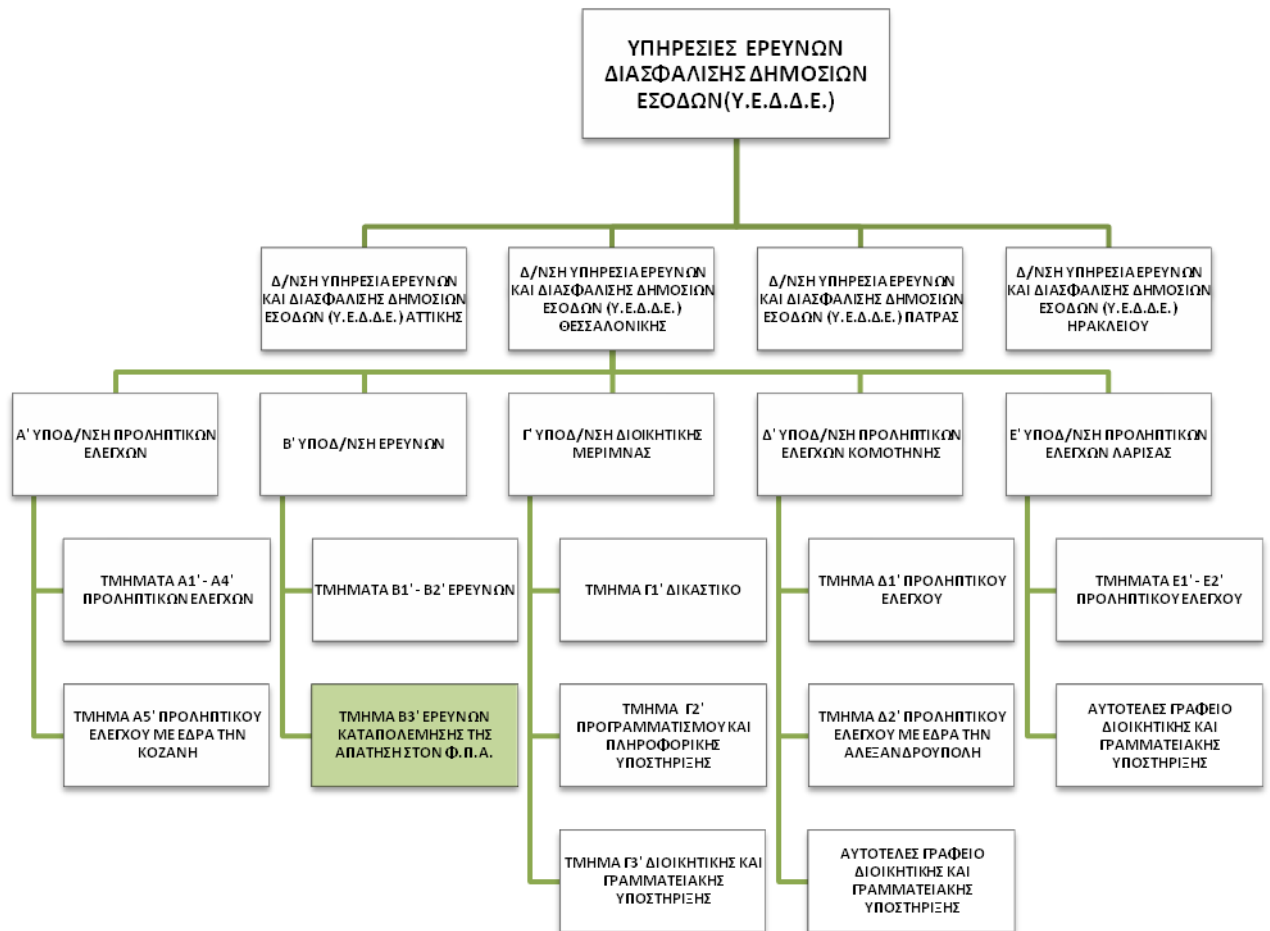 ΥΠΗΡΕΣΙΕΣ ΕΡΕΥΝΩΝ
ΔΙΑΣΦΑΛΙΣΗΣ ΔΗΜΟΣΙΩΝ
ΕΣΟΔΩΝ(Υ.Ε.Δ.Δ.Ε.)
Δ/ΝΣΗ ΥΠΗΡΕΣΙΑ ΕΡΕΥΝΩΝ
ΚΑΙ ΔΙΑΣΦΑΛΙΣΗΣ ΔΗΜΟΣΙΩΝ
ΕΣΟΔΩΝ (Υ.Ε.Δ.Δ.Ε.) ΑΤΤΙΚΗΣ
Δ/ΝΣΗ ΥΠΗΡΕΣΙΑ ΕΡΕΥΝΩΝ
ΚΑΙ ΔΙΑΣΦΑΛΙΣΗΣ ΔΗΜΟΣΙΩΝ
ΕΣΟΔΩΝ (Υ.Ε.Δ.Δ.Ε.)
ΘΕΣΣΑΛΟΝΙΚΗΣ
Δ/ΝΣΗ ΥΠΗΡΕΣΙΑ ΕΡΕΥΝΩΝ
ΚΑΙ ΔΙΑΣΦΑΛΙΣΗΣ ΔΗΜΟΣΙΩΝ
ΕΣΟΔΩΝ (Υ.Ε.Δ.Δ.Ε.) ΠΑΤΡΑΣ
Δ/ΝΣΗ ΥΠΗΡΕΣΙΑ ΕΡΕΥΝΩΝ
ΚΑΙ ΔΙΑΣΦΑΛΙΣΗΣ ΔΗΜΟΣΙΩΝ
ΕΣΟΔΩΝ (Υ.Ε.Δ.Δ.Ε.)
ΗΡΑΚΛΕΙΟΥ
Α' ΥΠΟΔ/ΝΣΗ ΠΡΟΛΗΠΤΙΚΩΝ
ΕΛΕΓΧΩΝ
Β' ΥΠΟΔ/ΝΣΗ ΕΡΕΥΝΩΝ
Γ' ΥΠΟΔ/ΝΣΗ ΔΙΟΙΚΗΤΙΚΗΣ
ΜΕΡΙΜΝΑΣ
Δ' ΥΠΟΔ/ΝΣΗ ΠΡΟΛΗΠΤΙΚΩΝ
ΕΛΕΓΧΩΝ ΚΟΜΟΤΗΝΗΣ
Ε' ΥΠΟΔ/ΝΣΗ ΠΡΟΛΗΠΤΙΚΩΝ
ΕΛΕΓΧΩΝ ΛΑΡΙΣΑΣ
ΤΜΗΜΑΤΑ Α1' - Α4'
ΠΡΟΛΗΠΤΙΚΩΝ ΕΛΕΓΧΩΝ
ΤΜΗΜΑΤΑ Β1' - Β2' ΕΡΕΥΝΩΝ
ΤΜΗΜΑ Γ1' ΔΙΚΑΣΤΙΚΟ
ΤΜΗΜΑ Δ1' ΠΡΟΛΗΠΤΙΚΟΥ
ΕΛΕΓΧΟΥ
ΤΜΗΜΑΤΑ Ε1' - Ε2'
ΠΡΟΛΗΠΤΙΚΟΥ ΕΛΕΓΧΟΥ
ΤΜΗΜΑ Α5' ΠΡΟΛΗΠΤΙΚΟΥ
ΕΛΕΓΧΟΥ ΜΕ ΕΔΡΑ ΤΗΝ
ΚΟΖΑΝΗ
ΤΜΗΜΑ Β3' ΕΡΕΥΝΩΝ
ΚΑΤΑΠΟΛΕΜΗΣΗΣ ΤΗΣ
ΑΠΑΤΗΣΗ ΣΤΟΝ Φ.Π.Α.
ΤΜΗΜΑ Γ2'
ΠΡΟΓΡΑΜΜΑΤΙΣΜΟΥ ΚΑΙ
ΠΛΗΡΟΦΟΡΙΚΗΣ
ΥΠΟΣΤΗΡΙΞΗΣ
ΤΜΗΜΑ Δ2' ΠΡΟΛΗΠΤΙΚΟΥ
ΕΛΕΓΧΟΥ ΜΕ ΕΔΡΑ ΤΗΝ
ΑΛΕΞΑΝΔΡΟΥΠΟΛΗ
ΑΥΤΟΤΕΛΕΣ ΓΡΑΦΕΙΟ
ΔΙΟΙΚΗΤΙΚΗΣ ΚΑΙ
ΓΡΑΜΜΑΤΕΙΑΚΗΣ
ΥΠΟΣΤΗΡΙΞΗΣ
ΤΜΗΜΑ Γ3' ΔΙΟΙΚΗΤΙΚΗΣ ΚΑΙ
ΓΡΑΜΜΑΤΕΙΑΚΗΣ
ΥΠΟΣΤΗΡΙΞΗΣ
ΑΥΤΟΤΕΛΕΣ ΓΡΑΦΕΙΟ
ΔΙΟΙΚΗΤΙΚΗΣ ΚΑΙ
ΓΡΑΜΜΑΤΕΙΑΚΗΣ
ΥΠΟΣΤΗΡΙΞΗΣ